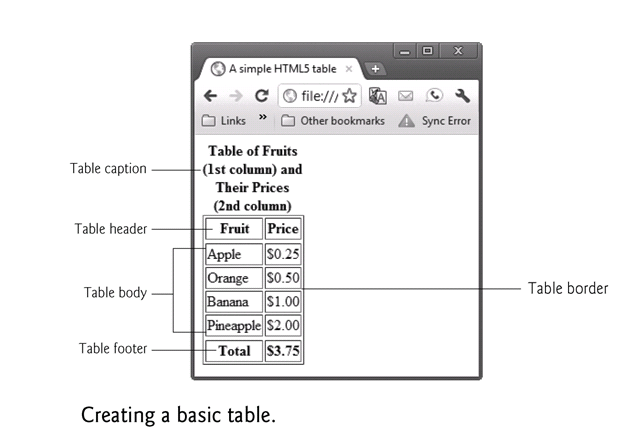 A simple HTML5 table
file:///
Links » Other bookmarks Sync Error
Table caption
Table of Fruits
(1st column) and
Their Prices
(2nd column)
Table header
Fruit Price
Apple $0.25
Orange $0.50
Table body
Table border
Banana $1.00
Pineapple $2.00
Table footer
Total $3.75
Creating a basic table.